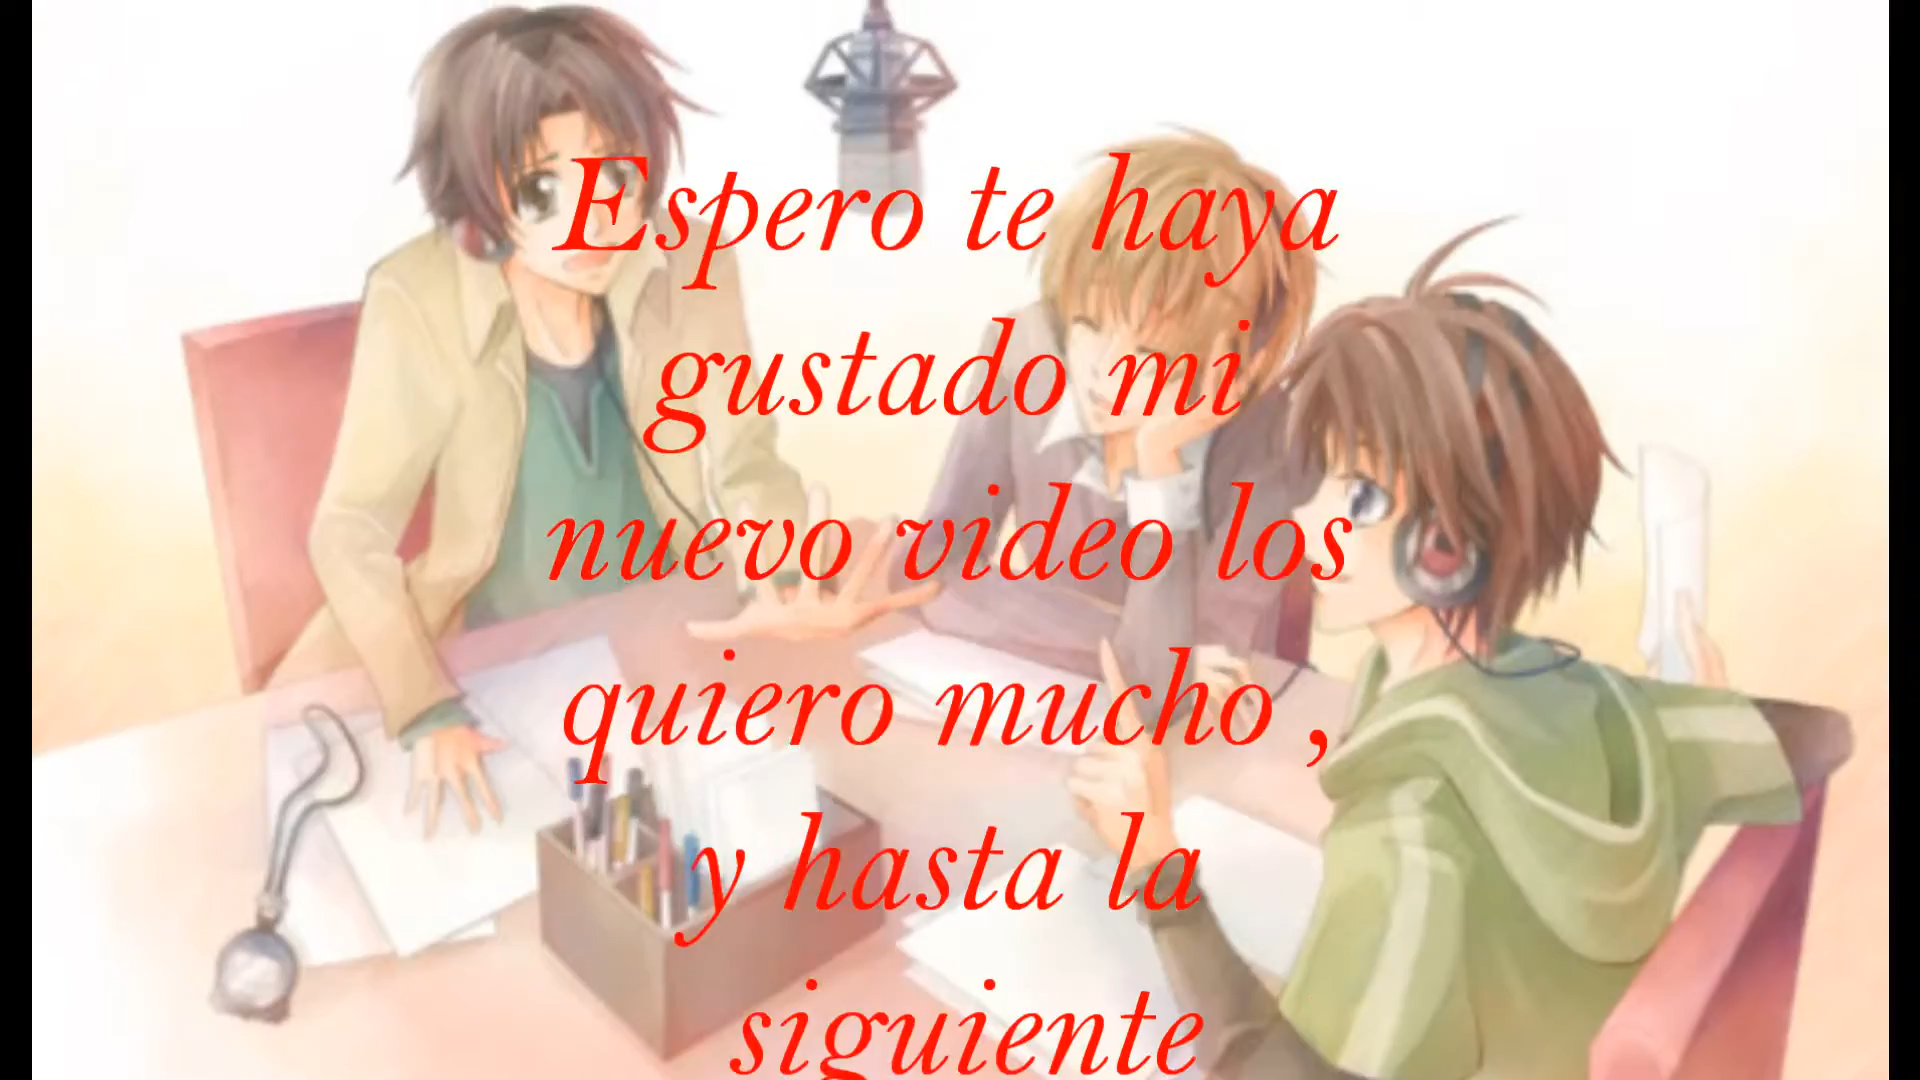 Espero te haya
gustado mi
nuevo video los
quiero mucho ,
y hasta la
siguiente